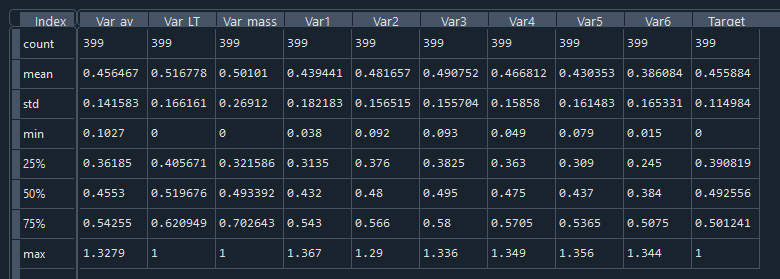 Index Var_av Var_LT Var_mass Var1 Var2 Var3 Var4 Var5 Var6 Target
count 399 399 399 399 399 399 399 399 399 399
mean 0.456467 0.516778 0.50101 0.439441 0.481657 0.490752 0.466812 0.430353 0.386084 0.455884
std 0.141583 0.166161 0.26912 0.182183 0.156515 0.155704 0.15858 0.161483 0.165331 0.114984
min 0.1027 0 0 0.038 0.092 0.093 0.049 0.079 0.015 0
25% 0.36185 0.405671 0.321586 0.3135 0.376 0.3825 0.363 0.309 0.245 0.390819
50% 0.4553 0.519676 0.493392 0.432 0.48 0.495 0.475 0.437 0.384 0.492556
75% 0.54255 0.620949 0.702643 0.543 0.566 0.58 0.5705 0.5365 0.5075 0.501241
max 1.3279 1 1 1.367 1.29 1.336 1.349 1.356 1.344 1